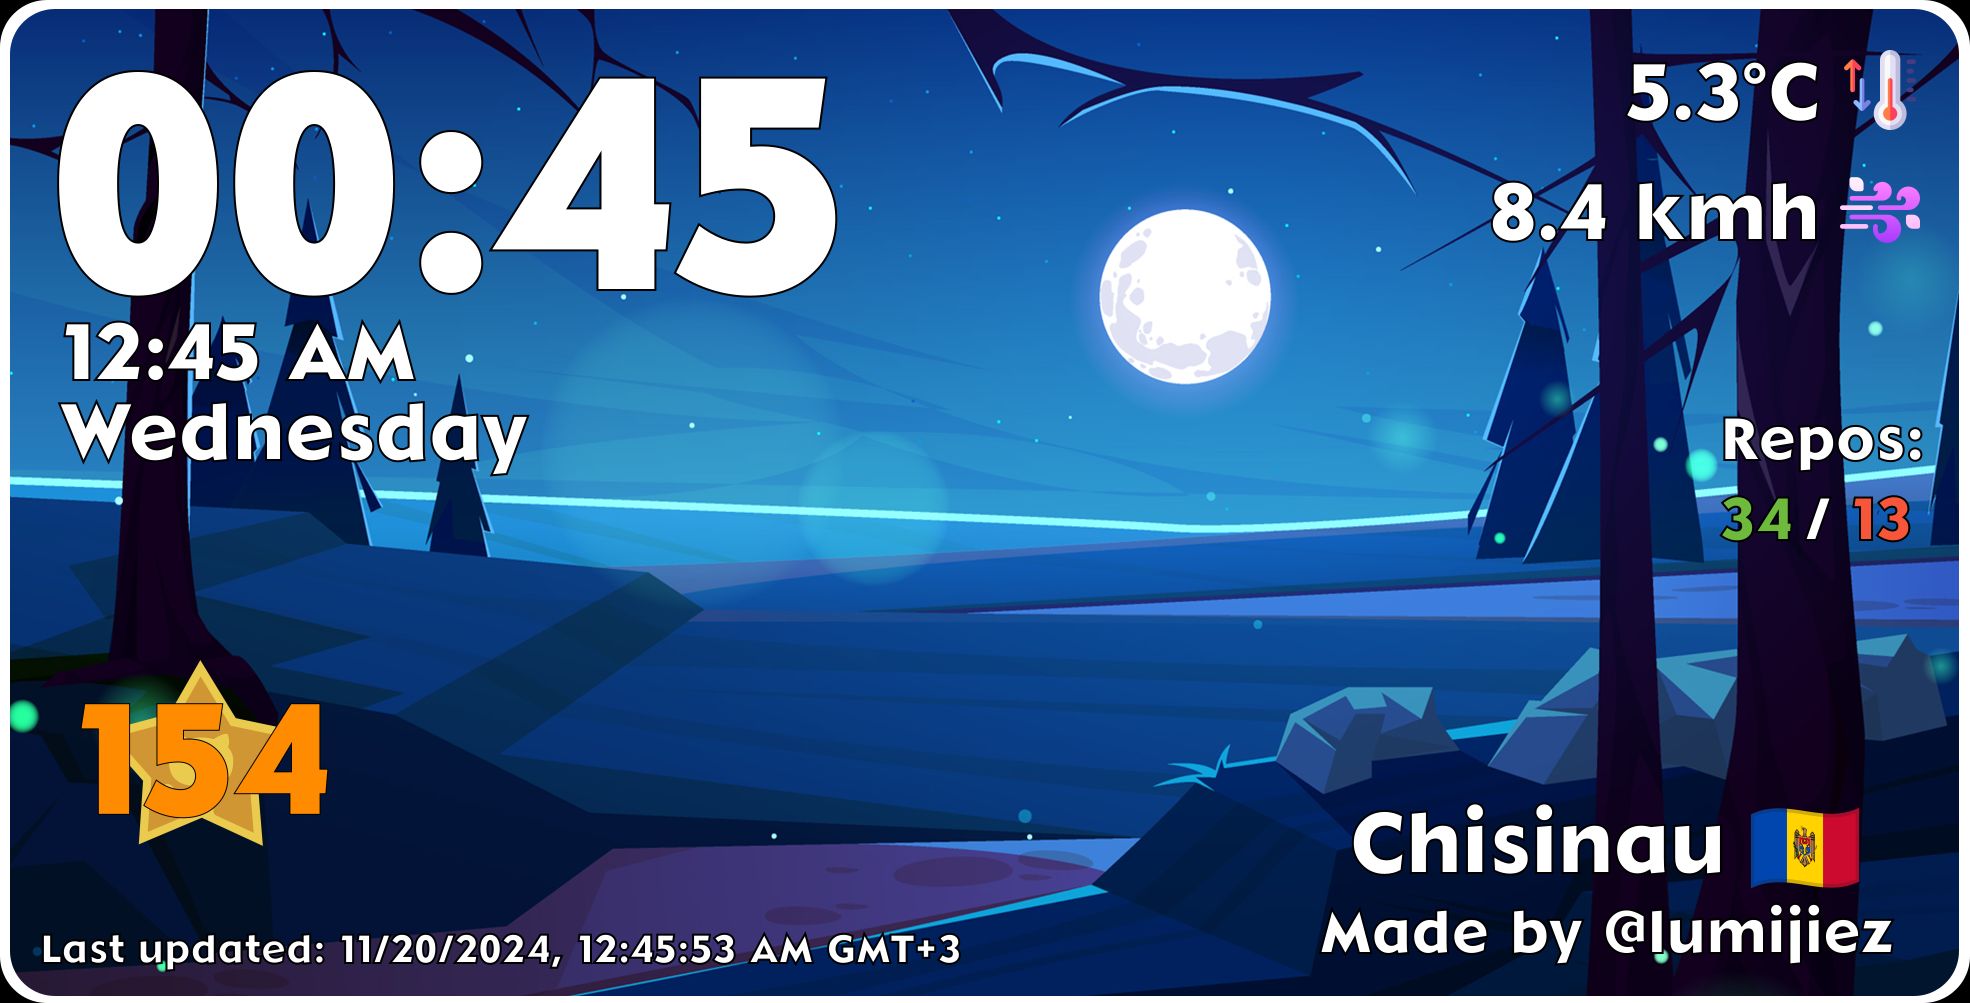 00:45
12:45 AM
Wednesday
5.3°C
8.4 kmh
Repos:
34 / 13
154
Chisinau
Made by @lumijiez
Last updated: 11/20/2024, 12:45:53 AM GMT+3